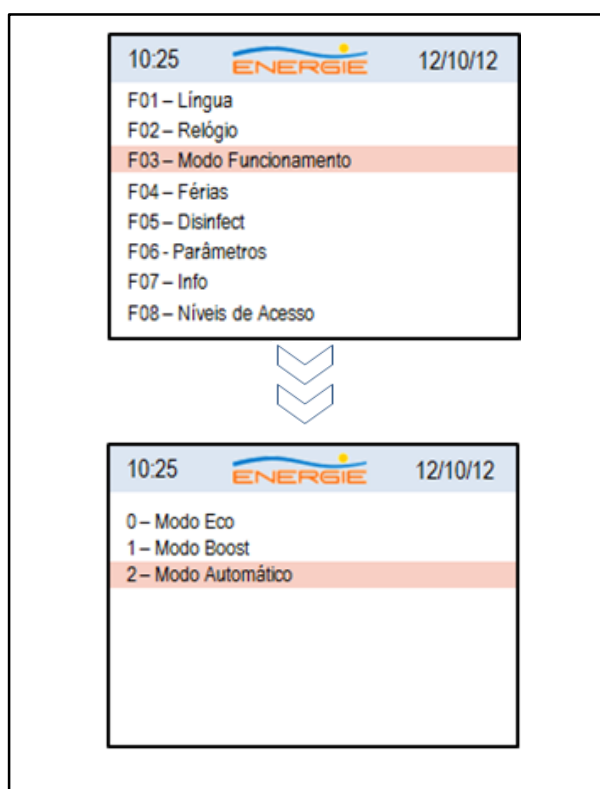 10:25 ENERGIE 12/10/12
F01 – Língua
F02 – Relógio
F03 – Modo Funcionamento
F04 – Férias
F05 – Disinfect
F06 - Parâmetros
F07 – Info
F08 – Níveis de Acesso
10:25 ENERGIE 12/10/12
0 – Modo Eco
1 – Modo Boost
2 – Modo Automático